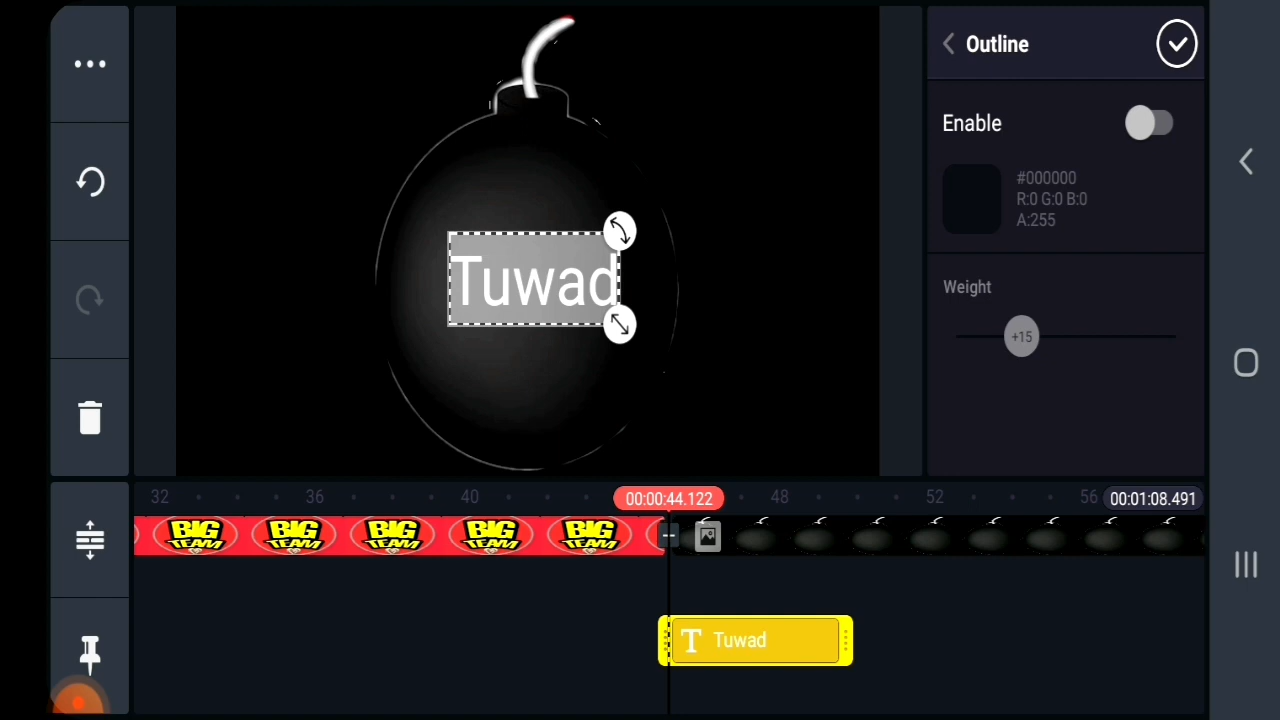 Outline
Enable
#000000
R:0 G:0 B:0
A:255
Weight
+15
Tuwad
32
36
40
00:00:44.122
48
52
56
00:01:08.491
BIG TEAM
BIG TEAM
BIG TEAM
BIG TEAM
BIG TEAM
T Tuwad